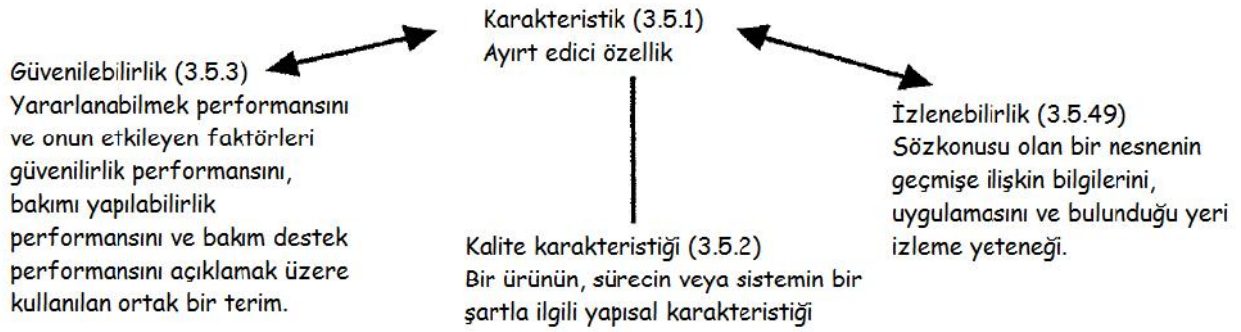 Karakteristik (3.5.1)
Ayırt edici özellik
Güvenilebilirlik (3.5.3)
Yararlanabilmek performansını
ve onun etkileyen faktörleri
güvenilirlik performansını,
bakımı yapılabilirlik
performansını ve bakım destek
performansını açıklamak üzere
kullanılan ortak bir terim.
Kalite karakteristiği (3.5.2)
Bir ürünün, sürecin veya sistemin bir
şartla ilgili yapısal karakteristiği
İzlenebilirlik (3.5.49)
Sözkonusu olan bir nesnenin
geçmişe ilişkin bilgilerini,
uygulamasını ve bulunduğu yeri
izleme yeteneği.